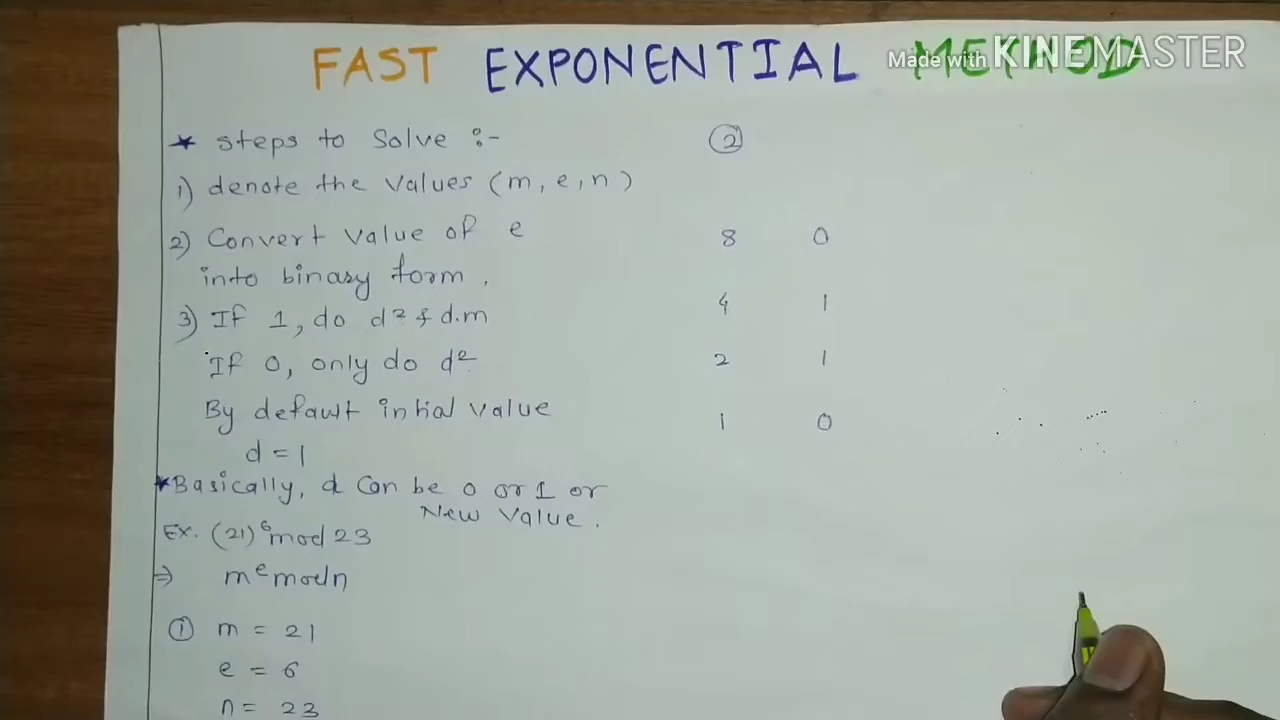 FAST EXPONENTIAL METHOD
Made with KINEMASTER
★ Steps to Solve :-
1) denote the values (m, e, n)
2) Convert value of e
into binary form.
3) If 1, do d² & d.m
If 0, only do d²
By default initial value
d = 1
★ Basically, d can be 0 or 1 or
New value.
Ex. (21)⁶ mod 23
⇒ mᵉ mod n
① m = 21
e = 6
n = 23
②
8 0
4 1
2 1
1 0